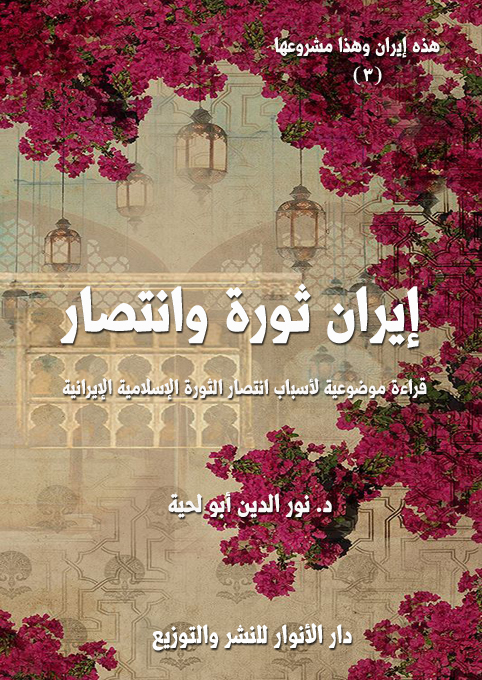 هذه إيران وهذا مشروعها
(٣)
إيران ثورة وانتصار
قراءة موضوعية لأسباب انتصار الثورة الإسلامية الإيرانية
د. نور الدين أبو لحية
دار الأنوار للنشر والتوزيع